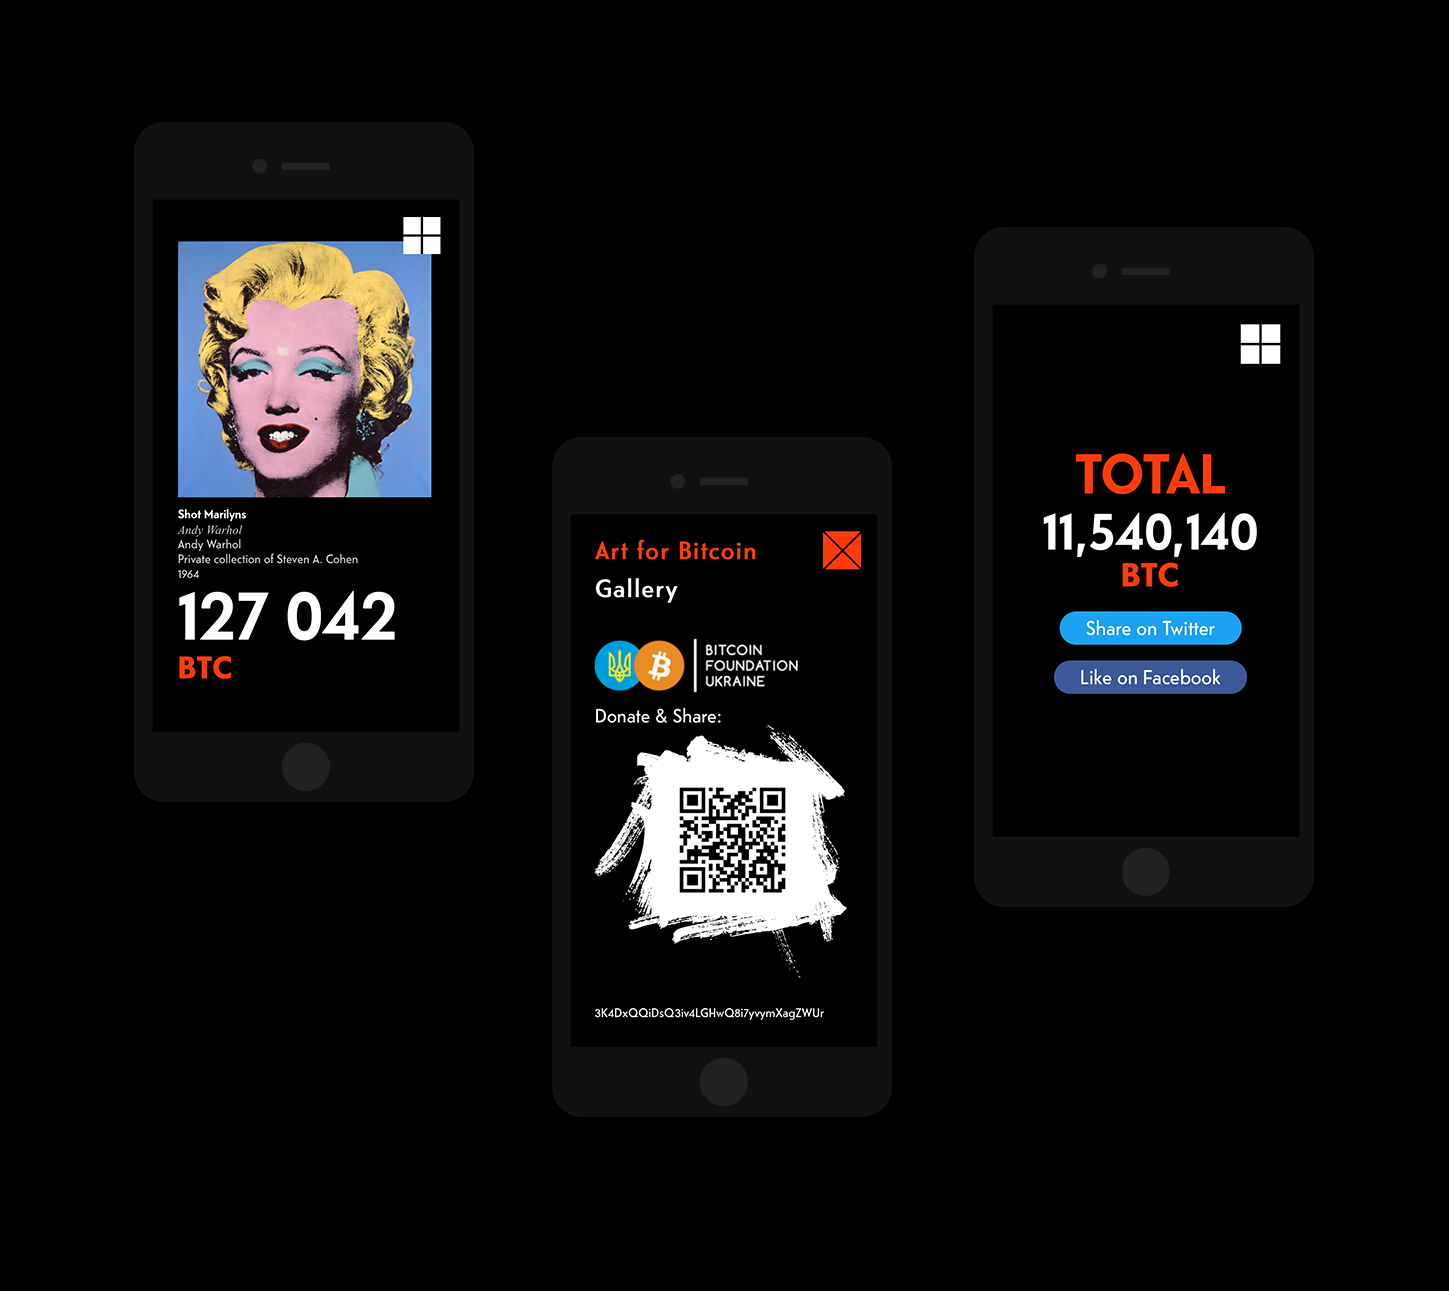 Shot Marilyns
Andy Warhol
Andy Warhol
Private collection of Steven A. Cohen
1964
127 042
BTC
Art for Bitcoin
Gallery
BITCOIN
FOUNDATION
UKRAINE
Donate & Share:
3K4DxQQiDsQ3iv4LGHwQ8i7yvymXagZWUr
TOTAL
11,540,140
BTC
Share on Twitter
Like on Facebook